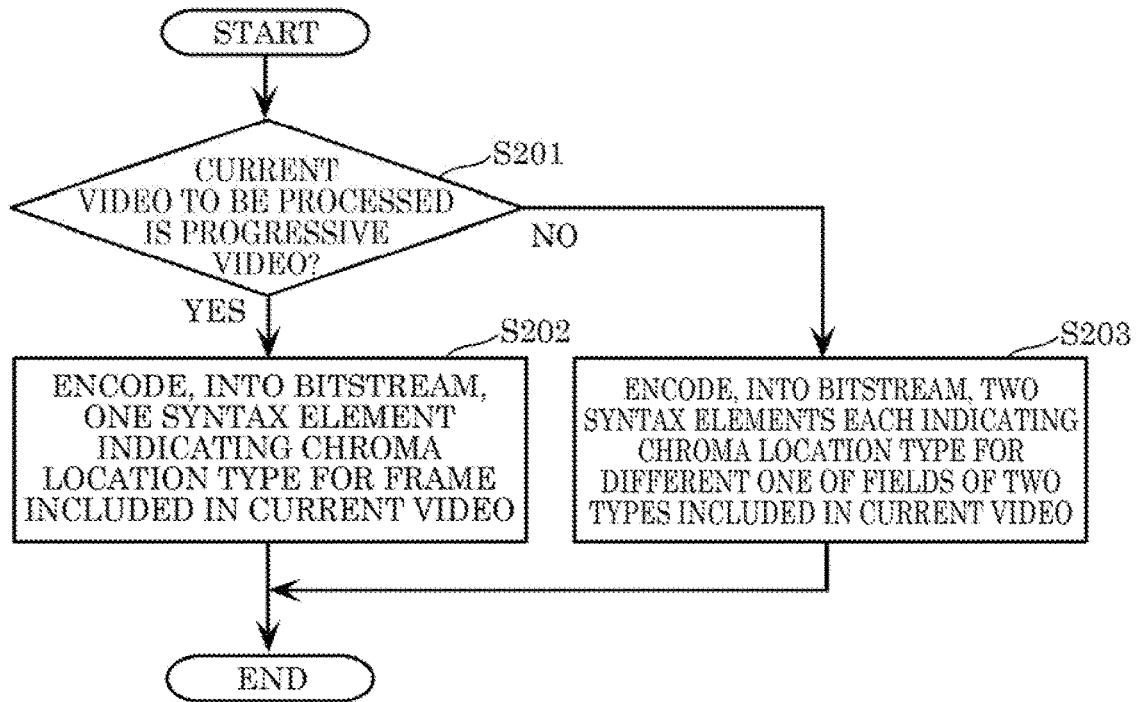 START
S201
CURRENT
VIDEO TO BE PROCESSED
IS PROGRESSIVE
VIDEO?
NO
YES
S202
ENCODE, INTO BITSTREAM,
ONE SYNTAX ELEMENT
INDICATING CHROMA
LOCATION TYPE FOR FRAME
INCLUDED IN CURRENT VIDEO
S203
ENCODE, INTO BITSTREAM, TWO
SYNTAX ELEMENTS EACH INDICATING
CHROMA LOCATION TYPE FOR
DIFFERENT ONE OF FIELDS OF TWO
TYPES INCLUDED IN CURRENT VIDEO
END